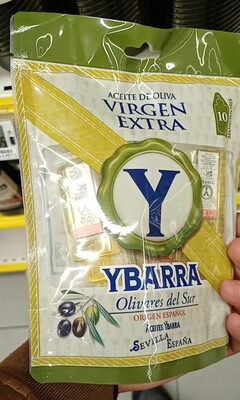 ACEITE DE OLIVA
VIRGEN
EXTRA
10
Y
YBARRA
Olivares del Sur
ORIGEN ESPAÑOL
ACEITES YBARRA
SEVILLA ESPAÑA